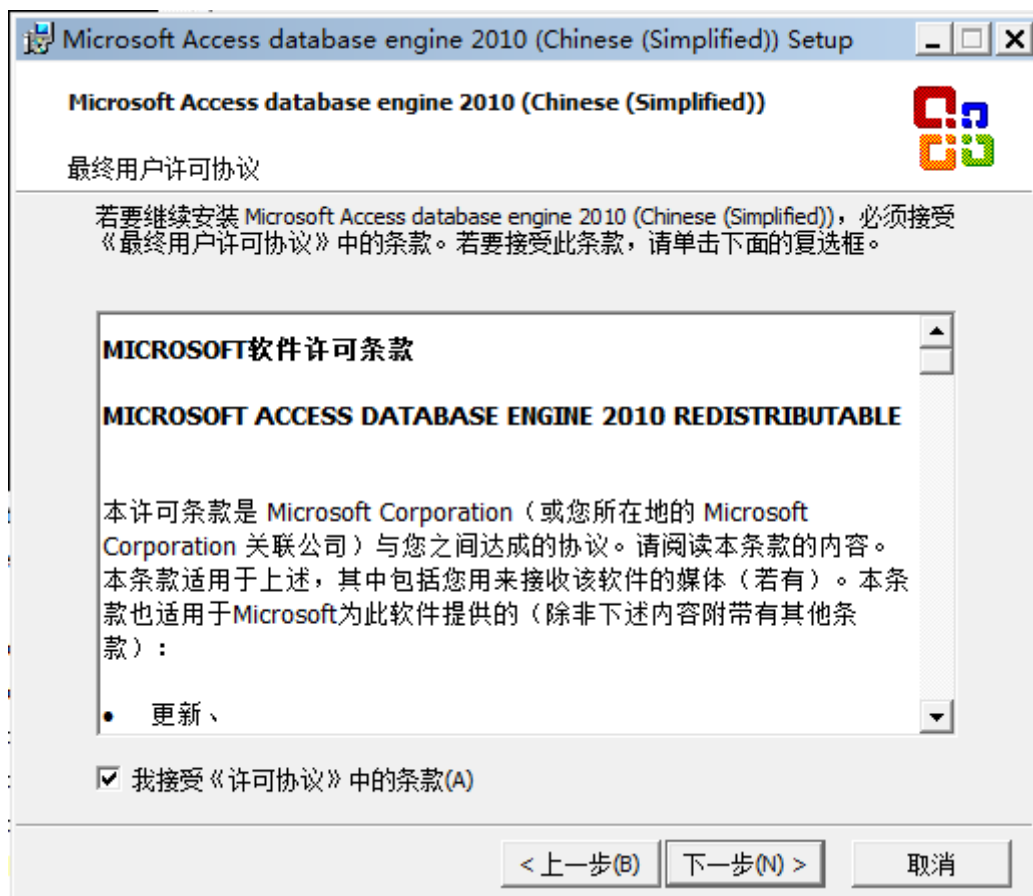 Microsoft Access database engine 2010 (Chinese (Simplified)) Setup
Microsoft Access database engine 2010 (Chinese (Simplified))
最终用户许可协议
若要继续安装 Microsoft Access database engine 2010 (Chinese (Simplified))，必须接受
《最终用户许可协议》中的条款。若要接受此条款，请单击下面的复选框。
MICROSOFT软件许可条款
MICROSOFT ACCESS DATABASE ENGINE 2010 REDISTRIBUTABLE
本许可条款是 Microsoft Corporation（或您所在地的 Microsoft
Corporation 关联公司）与您之间达成的协议。请阅读本条款的内容。
本条款适用于上述，其中包括您用来接收该软件的媒体（若有）。本条
款也适用于Microsoft为此软件提供的（除非下述内容附带有其他条
款）：
• 更新、
我接受《许可协议》中的条款(A)
< 上一步(B) 下一步(N) > 取消